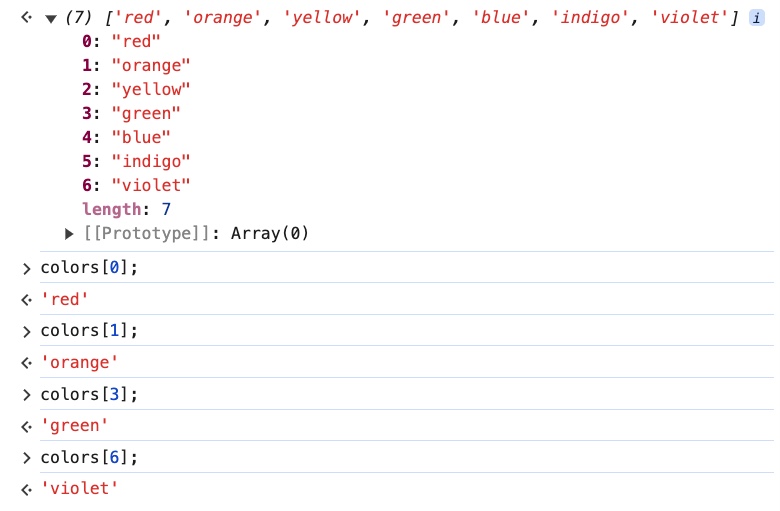 (7) ['red', 'orange', 'yellow', 'green', 'blue', 'indigo', 'violet'] i
0: "red"
1: "orange"
2: "yellow"
3: "green"
4: "blue"
5: "indigo"
6: "violet"
length: 7
[[Prototype]]: Array(0)
colors[0];
'red'
colors[1];
'orange'
colors[3];
'green'
colors[6];
'violet'